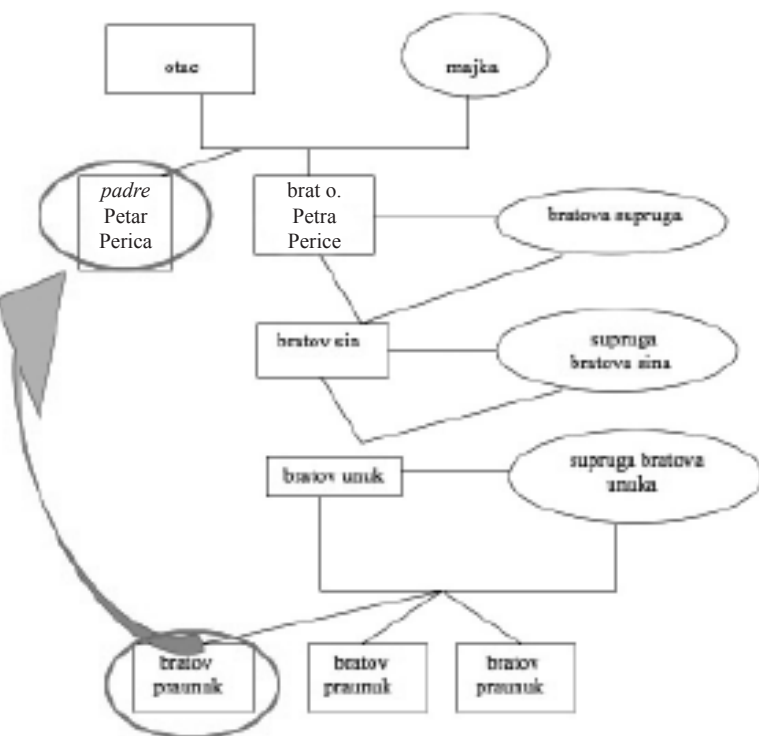 otac
majka
padre
Petar
Perica
brat o.
Petra
Perice
bratova supruga
bratov sin
supruga
bratova sina
bratov unuk
supruga bratova
unuka
bratov
praunuk
bratov
praunuk
bratov
praunuk